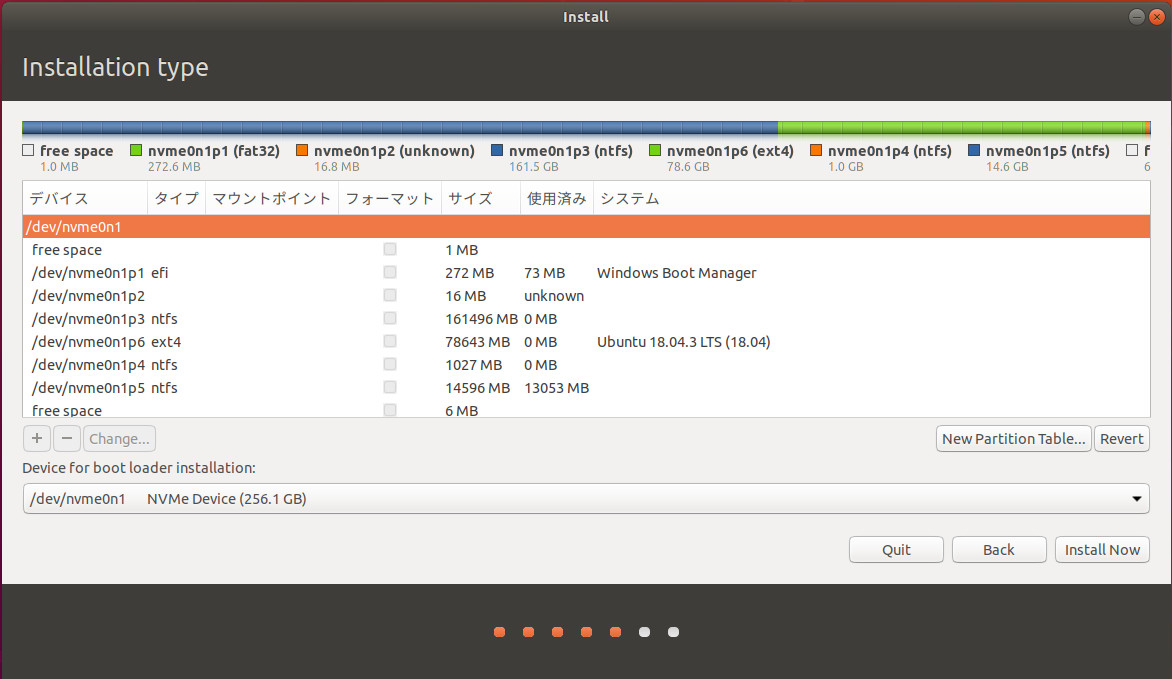 Install
Installation type
free space nvme0n1p1 (fat32) nvme0n1p2 (unknown) nvme0n1p3 (ntfs) nvme0n1p6 (ext4) nvme0n1p4 (ntfs) nvme0n1p5 (ntfs) f
1.0 MB 272.6 MB 16.8 MB 161.5 GB 78.6 GB 1.0 GB 14.6 GB 6
デバイス タイプ マウントポイント フォーマット サイズ 使用済み システム
/dev/nvme0n1
free space 1 MB
/dev/nvme0n1p1 efi 272 MB 73 MB Windows Boot Manager
/dev/nvme0n1p2 16 MB unknown
/dev/nvme0n1p3 ntfs 161496 MB 0 MB
/dev/nvme0n1p6 ext4 78643 MB 0 MB Ubuntu 18.04.3 LTS (18.04)
/dev/nvme0n1p4 ntfs 1027 MB 0 MB
/dev/nvme0n1p5 ntfs 14596 MB 13053 MB
free space 6 MB
+ − Change... New Partition Table... Revert
Device for boot loader installation:
/dev/nvme0n1 NVMe Device (256.1 GB)
Quit Back Install Now